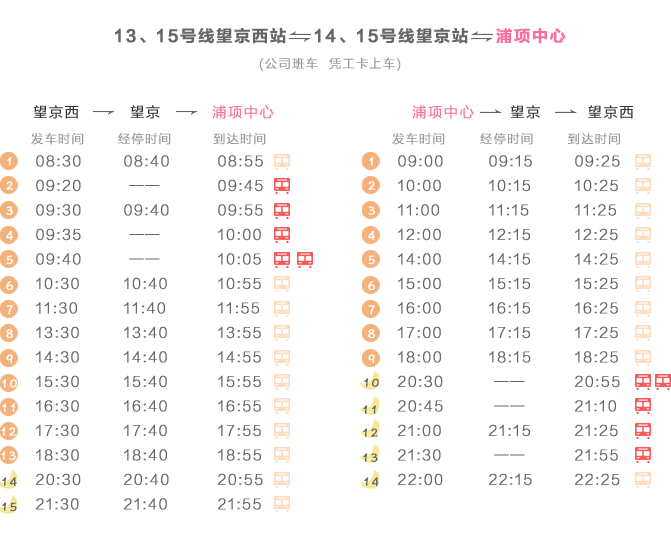 13、15号线望京西站⇋14、15号线望京站⇋浦项中心
(公司班车 凭工卡上车)
望京西 → 望京 → 浦项中心
发车时间 经停时间 到达时间
1 08:30 08:40 08:55
2 09:20 —— 09:45
3 09:30 09:40 09:55
4 09:35 —— 10:00
5 09:40 —— 10:05
6 10:30 10:40 10:55
7 11:30 11:40 11:55
8 13:30 13:40 13:55
9 14:30 14:40 14:55
10 15:30 15:40 15:55
11 16:30 16:40 16:55
12 17:30 17:40 17:55
13 18:30 18:40 18:55
14 20:30 20:40 20:55
15 21:30 21:40 21:55
浦项中心 → 望京 → 望京西
发车时间 经停时间 到达时间
1 09:00 09:15 09:25
2 10:00 10:15 10:25
3 11:00 11:15 11:25
4 12:00 12:15 12:25
5 14:00 14:15 14:25
6 15:00 15:15 15:25
7 16:00 16:15 16:25
8 17:00 17:15 17:25
9 18:00 18:15 18:25
10 20:30 —— 20:55
11 20:45 —— 21:10
12 21:00 21:15 21:25
13 21:30 —— 21:55
14 22:00 22:15 22:25